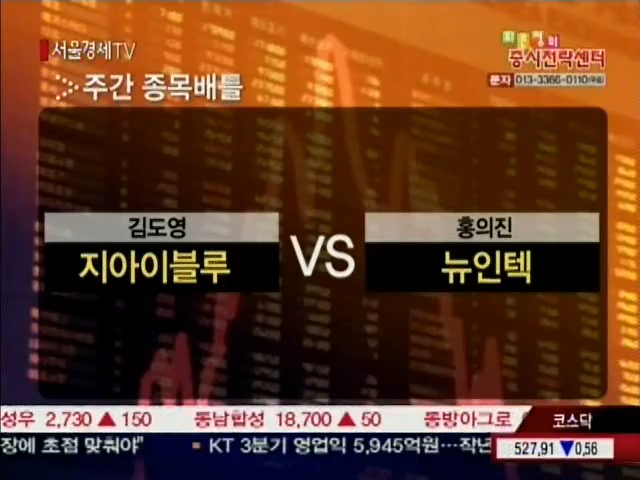 서울경제TV
증시전략센터
문자 013-3366-0110(무료)
주간 종목배틀
김도영
지아이블루
VS
홍의진
뉴인텍
성우 2,730 ▲ 150 동남합성 18,700 ▲ 50 동방아그로
코스닥
장에 초점 맞춰야" ▪ KT 3분기 영업익 5,945억원…작년
527,91 ▼0,56